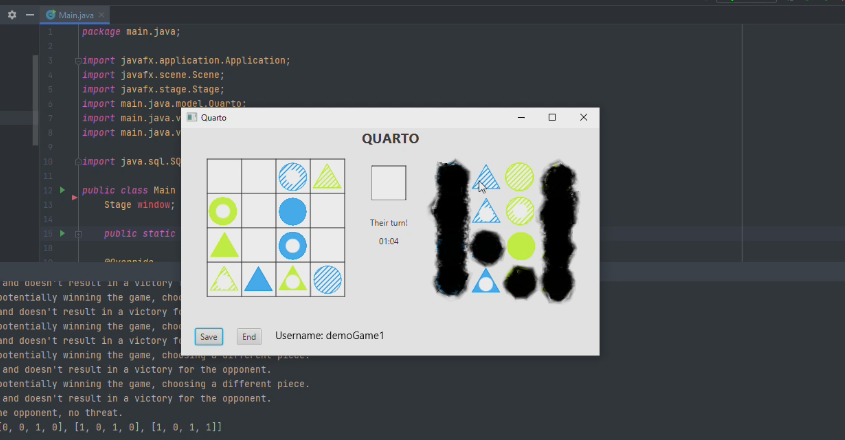 Main.java
1 package main.java;
2
3 import javafx.application.Application;
4 import javafx.scene.Scene;
5 import javafx.stage.Stage;
6 import main.java.model.Quarto;
7 import main.java.v
8 import main.java.v
9
10 import java.sql.SQ
11
12 public class Main
13 Stage window;
14
15 public static
@Override
Quarto
QUARTO
Their turn!
01:04
Save End Username: demoGame1
and doesn't result in a victory fo
potentially winning the game, choo
and doesn't result in a victory fo
potentially winning the game, choo
and doesn't result in a victory fo
potentially winning the game, choosing a different piece.
and doesn't result in a victory for the opponent.
potentially winning the game, choosing a different piece.
and doesn't result in a victory for the opponent.
he opponent, no threat.
[0, 0, 1, 0], [1, 0, 1, 0], [1, 0, 1, 1]]